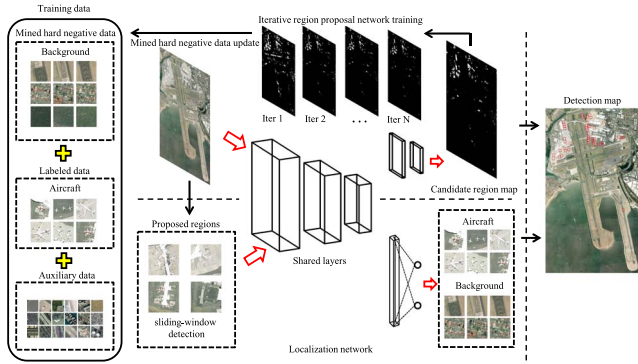 Training data
Mined hard negative data
Background
Labeled data
Aircraft
Auxiliary data
Iterative region proposal network training
Mined hard negative data update
Iter 1
Iter 2
...
Iter N
Candidate region map
Detection map
Proposed regions
sliding-window
detection
Shared layers
Aircraft
Background
Localization network